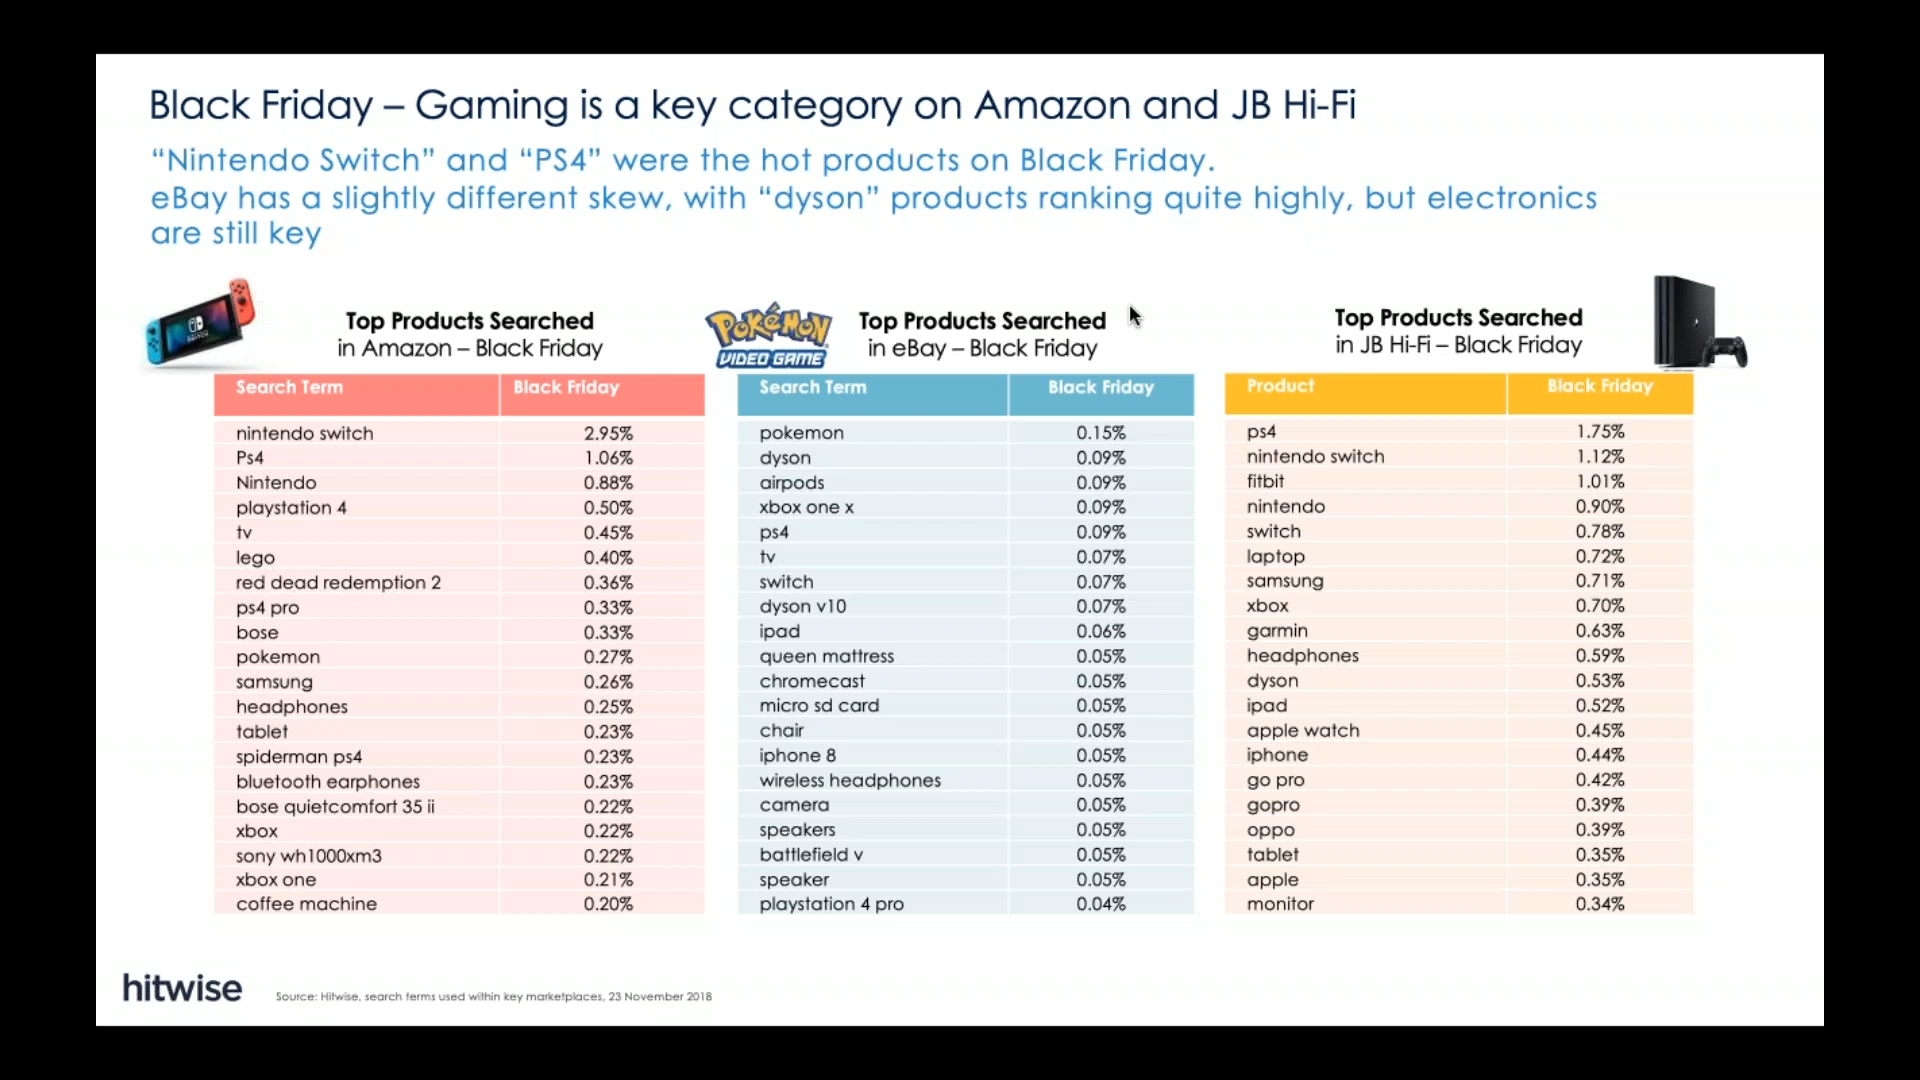 Black Friday – Gaming is a key category on Amazon and JB Hi-Fi
“Nintendo Switch” and “PS4” were the hot products on Black Friday.
eBay has a slightly different skew, with “dyson” products ranking quite highly, but electronics
are still key
Top Products Searched
in Amazon – Black Friday
Search Term Black Friday
nintendo switch 2.95%
Ps4 1.06%
Nintendo 0.88%
playstation 4 0.50%
tv 0.45%
lego 0.40%
red dead redemption 2 0.36%
ps4 pro 0.33%
bose 0.33%
pokemon 0.27%
samsung 0.26%
headphones 0.25%
tablet 0.23%
spiderman ps4 0.23%
bluetooth earphones 0.23%
bose quietcomfort 35 ii 0.22%
xbox 0.22%
sony wh1000xm3 0.22%
xbox one 0.21%
coffee machine 0.20%
POKéMON
VIDEO GAME
Top Products Searched
in eBay – Black Friday
Search Term Black Friday
pokemon 0.15%
dyson 0.09%
airpods 0.09%
xbox one x 0.09%
ps4 0.09%
tv 0.07%
switch 0.07%
dyson v10 0.07%
ipad 0.06%
queen mattress 0.05%
chromecast 0.05%
micro sd card 0.05%
chair 0.05%
iphone 8 0.05%
wireless headphones 0.05%
camera 0.05%
speakers 0.05%
battlefield v 0.05%
speaker 0.05%
playstation 4 pro 0.04%
Top Products Searched
in JB Hi-Fi – Black Friday
Product Black Friday
ps4 1.75%
nintendo switch 1.12%
fitbit 1.01%
nintendo 0.90%
switch 0.78%
laptop 0.72%
samsung 0.71%
xbox 0.70%
garmin 0.63%
headphones 0.59%
dyson 0.53%
ipad 0.52%
apple watch 0.45%
iphone 0.44%
go pro 0.42%
gopro 0.39%
oppo 0.39%
tablet 0.35%
apple 0.35%
monitor 0.34%
hitwise
Source: Hitwise, search terms used within key marketplaces, 23 November 2018